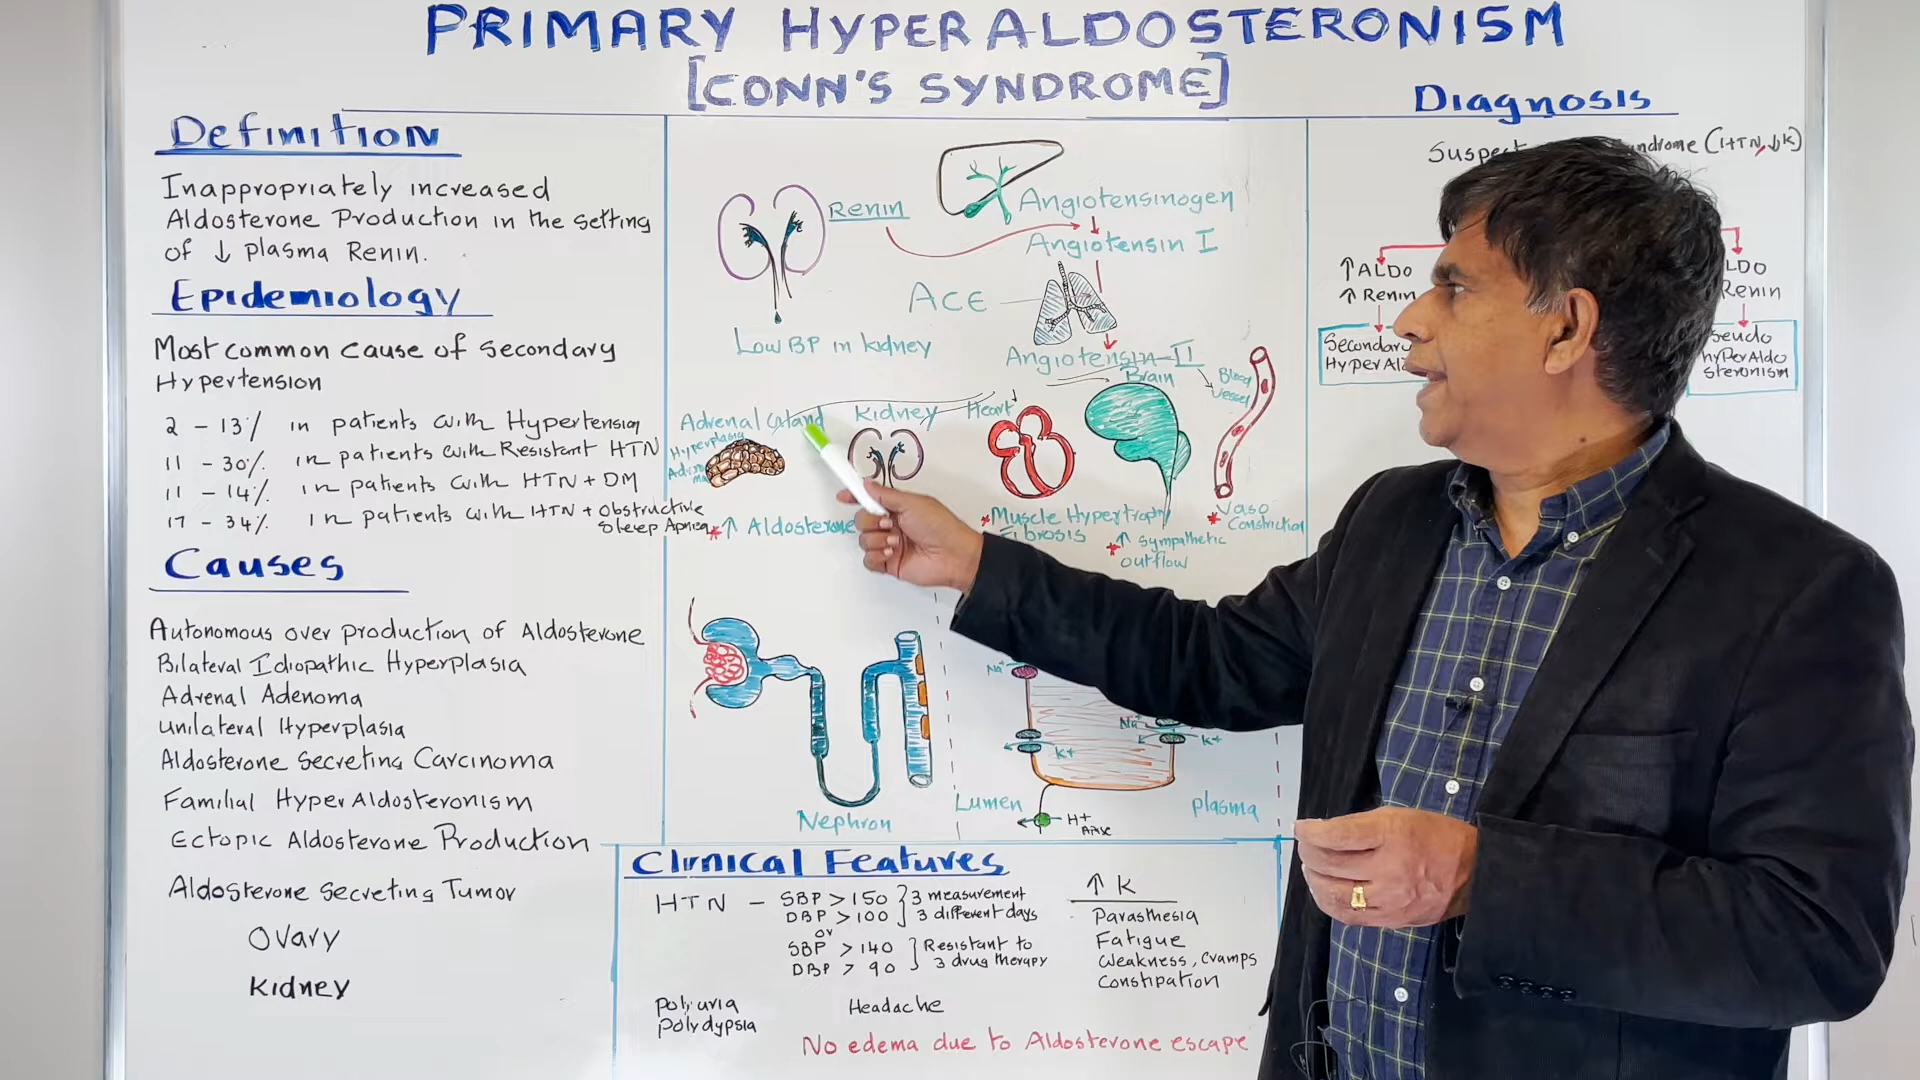 PRIMARY HYPERALDOSTERONISM
[CONN'S SYNDROME]
Definition
Inappropriately increased
Aldosterone Production in the setting
of ↓ plasma Renin.
Epidemiology
Most common cause of secondary
Hypertension
2 - 13% in patients with Hypertension
11 - 30% in patients with Resistant HTN
11 - 14% in patients with HTN + DM
17 - 34% in patients with HTN + Obstructive
Sleep Apnea
Causes
Autonomous over production of Aldosterone
Bilateral Idiopathic Hyperplasia
Adrenal Adenoma
Unilateral Hyperplasia
Aldosterone Secreting Carcinoma
Familial HyperAldosteronism
Ectopic Aldosterone Production
Aldosterone Secreting Tumor
Ovary
Kidney
Renin
Angiotensinogen
Angiotensin I
ACE
Low BP in kidney
Angiotensin II
Adrenal Gland
Hyperplasia
Adenoma
* ↑ Aldosterone
Kidney
Heart
* Muscle Hypertrophy
Fibrosis
Brain
* ↑ Sympathetic
outflow
Blood
Vessel
* Vaso
Constriction
Nephron
Na+
K+
Na+
K+
Lumen
plasma
H+
Clinical Features
HTN - SBP > 150 } 3 measurement
DBP > 100 } 3 different days
or
SBP > 140 } Resistant to
DBP > 90 } 3 drug therapy
↑ K
Parasthesia
Fatigue
Weakness, Cramps
Constipation
Poliuria
Polydypsia
Headache
No edema due to Aldosterone escape
Diagnosis
Suspect
(HTN, ↓K)
↑ ALDO
↑ Renin
Secondary
Renin
hyperAldo
steronism